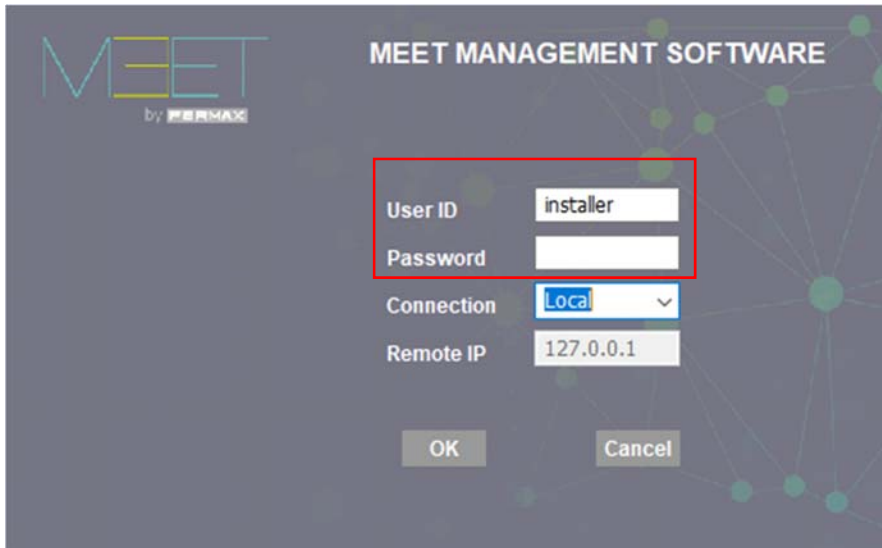 MEET
by FERMAX
MEET MANAGEMENT SOFTWARE
User ID installer
Password
Connection Local
Remote IP 127.0.0.1
OK Cancel